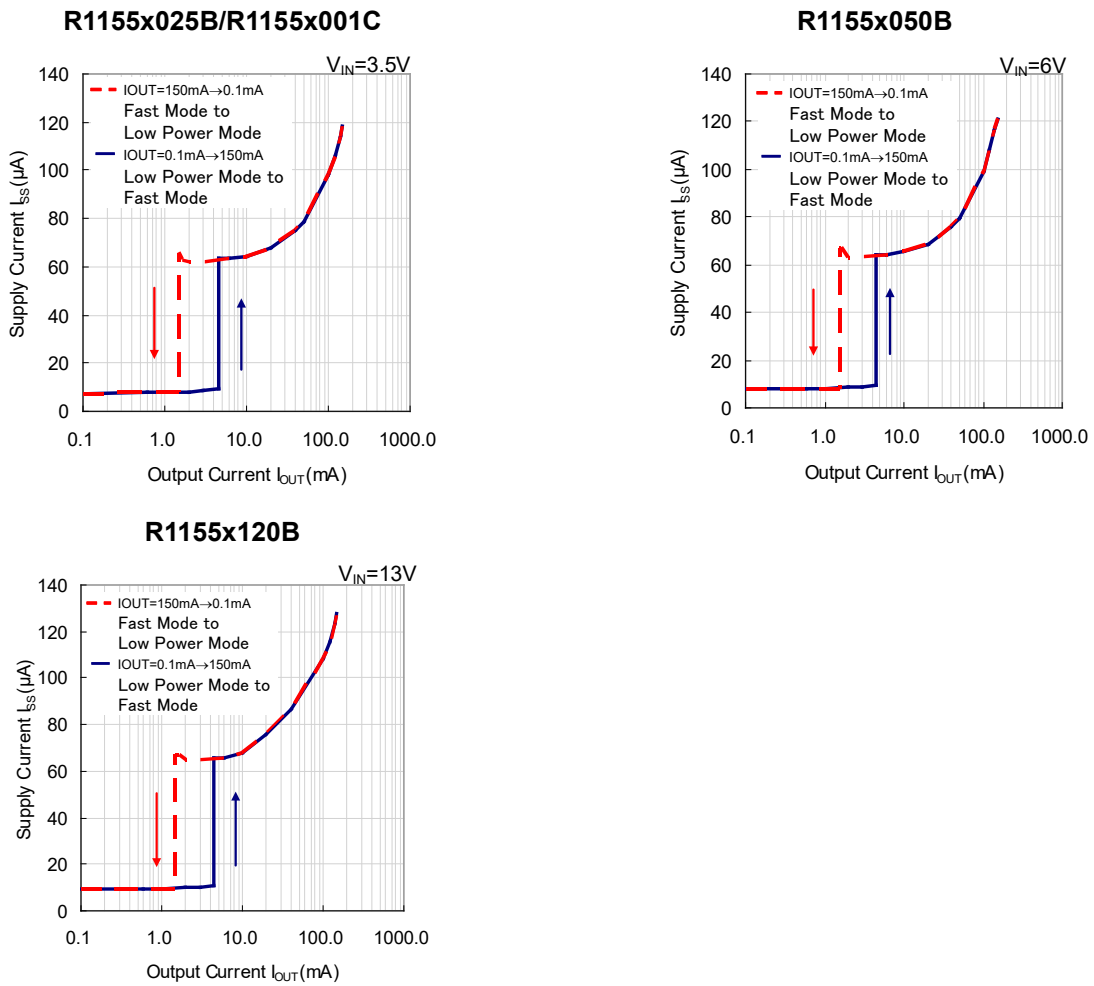 R1155x025B/R1155x001C
VIN=3.5V
140
120
100
80
60
40
20
0
Supply Current ISS(µA)
IOUT=150mA→0.1mA
Fast Mode to
Low Power Mode
IOUT=0.1mA→150mA
Low Power Mode to
Fast Mode
0.1 1.0 10.0 100.0 1000.0
Output Current IOUT(mA)
R1155x050B
VIN=6V
140
120
100
80
60
40
20
0
Supply Current ISS(µA)
IOUT=150mA→0.1mA
Fast Mode to
Low Power Mode
IOUT=0.1mA→150mA
Low Power Mode to
Fast Mode
0.1 1.0 10.0 100.0 1000.0
Output Current IOUT(mA)
R1155x120B
VIN=13V
140
120
100
80
60
40
20
0
Supply Current ISS(µA)
IOUT=150mA→0.1mA
Fast Mode to
Low Power Mode
IOUT=0.1mA→150mA
Low Power Mode to
Fast Mode
0.1 1.0 10.0 100.0 1000.0
Output Current IOUT(mA)